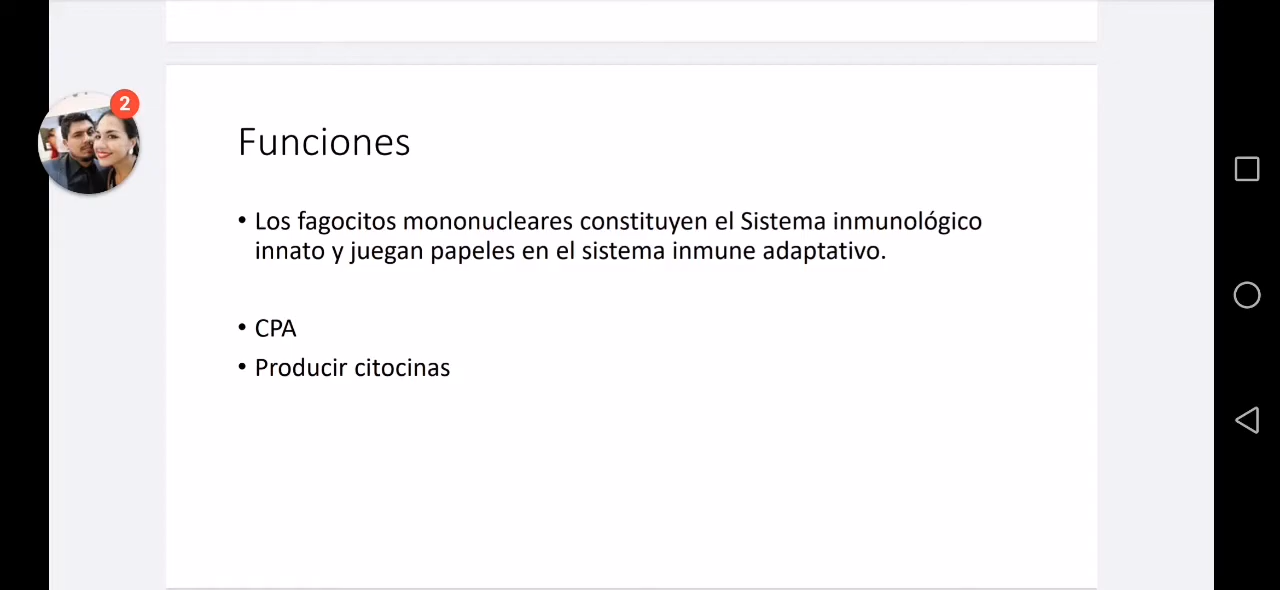 2
Funciones
• Los fagocitos mononucleares constituyen el Sistema inmunológico
innato y juegan papeles en el sistema inmune adaptativo.
• CPA
• Producir citocinas